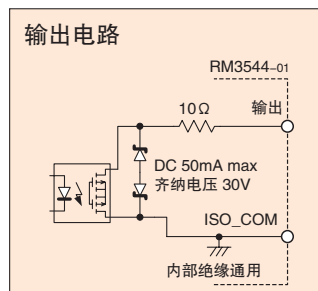 输出电路
RM3544-01
10Ω
输出
DC 50mA max
齐纳电压 30V
ISO_COM
内部绝缘通用